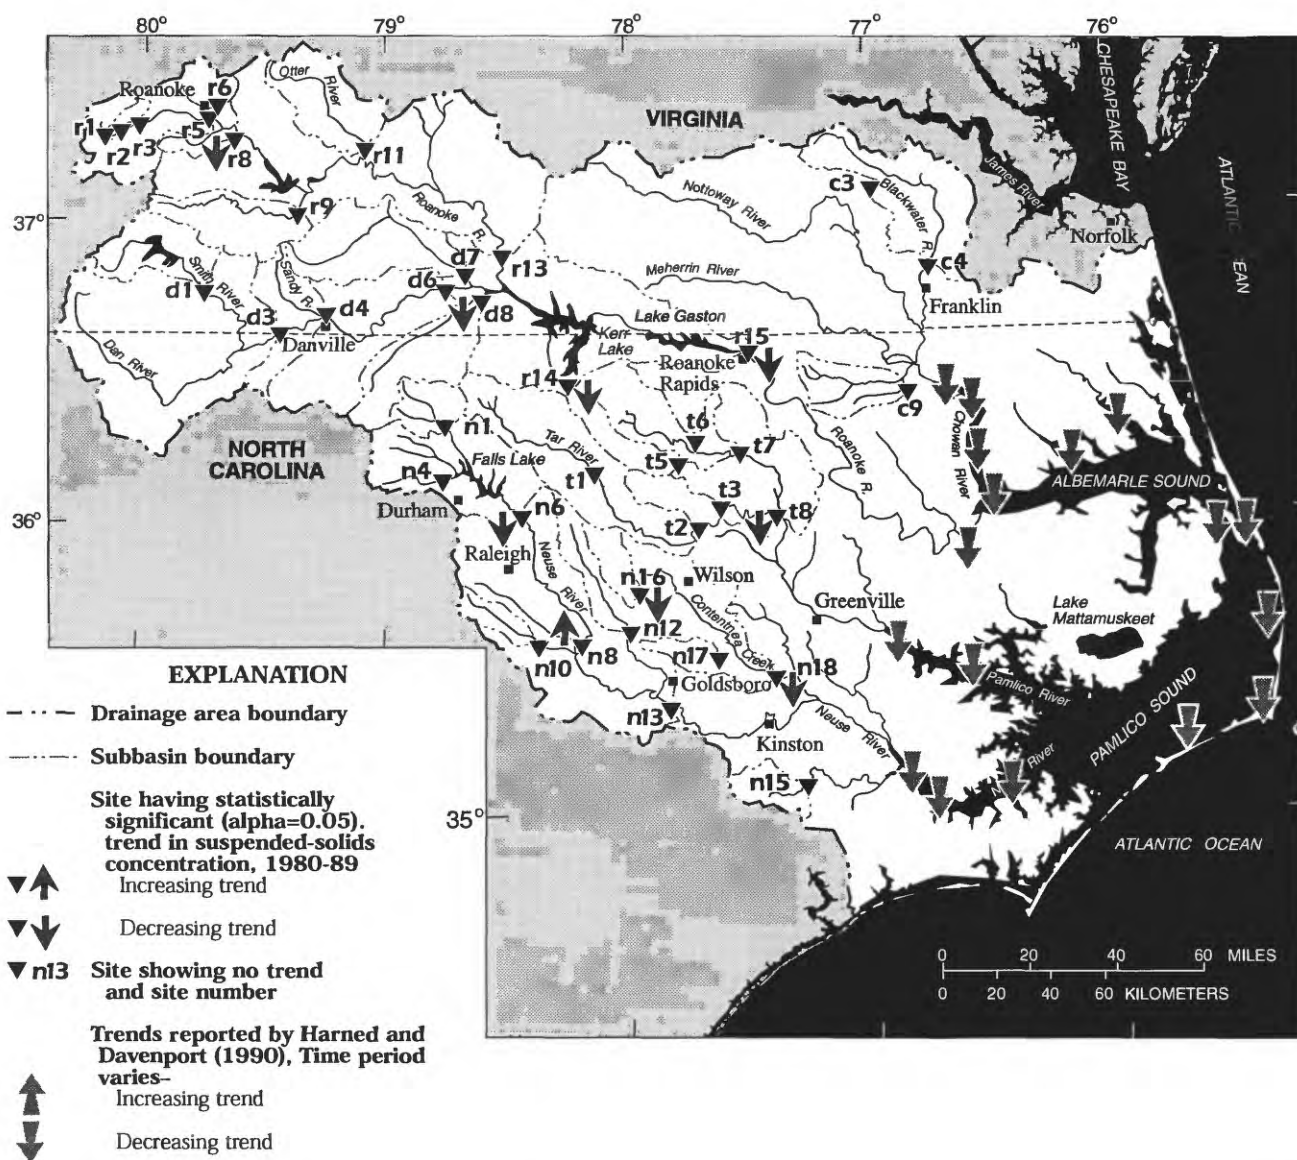 80° 79° 78° 77° 76°
37°
36°
35°
Roanoke
r6
Otter River
r1
r2
r3
r5
r8
r11
r9
VIRGINIA
CHESAPEAKE BAY
ATLANTIC
James River
Norfolk
c3
Blackwater R.
Nottoway River
Roanoke R.
r13
c4
Franklin
Meherrin River
d7
d6
d8
d1
Smith River
Sandy R.
d4
d3
Danville
Dan River
Lake Gaston
Kerr Lake
r15
Roanoke Rapids
r14
c9
NORTH CAROLINA
n1
Falls Lake
n4
Durham
Tar River
t1
t6
t5
t7
Roanoke R.
Chowan River
ALBEMARLE SOUND
n6
Raleigh
t3
t8
t2
Neuse River
Wilson
n16
Contentnea Creek
Greenville
Lake Mattamuskeet
n12
n10
n8
n17
n18
Goldsboro
Pamlico River
PAMLICO SOUND
n13
Kinston
Neuse River
n15
River
ATLANTIC OCEAN
0 20 40 60 MILES
0 20 40 60 KILOMETERS
EXPLANATION
Drainage area boundary
Subbasin boundary
Site having statistically
significant (alpha=0.05).
trend in suspended-solids
concentration, 1980-89
Increasing trend
Decreasing trend
n13 Site showing no trend
and site number
Trends reported by Harned and
Davenport (1990), Time period
varies–
Increasing trend
Decreasing trend